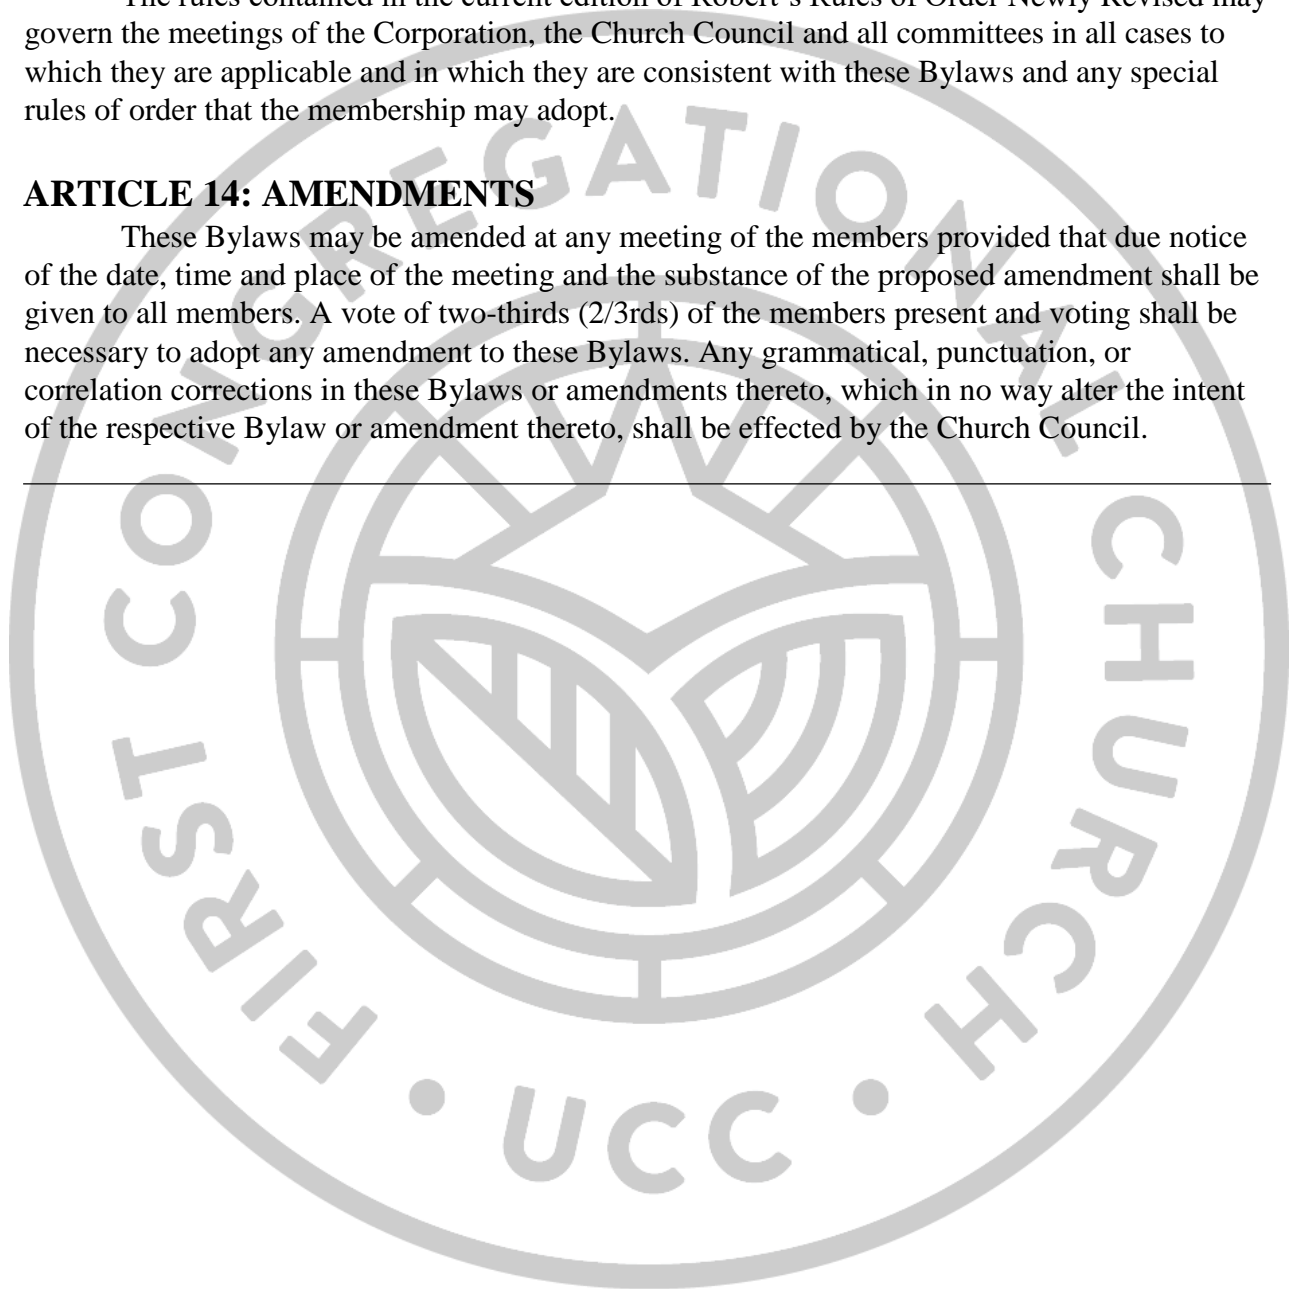 The rules contained in the current edition of Robert's Rules of Order Newly Revised may
govern the meetings of the Corporation, the Church Council and all committees in all cases to
which they are applicable and in which they are consistent with these Bylaws and any special
rules of order that the membership may adopt.
ARTICLE 14: AMENDMENTS
These Bylaws may be amended at any meeting of the members provided that due notice
of the date, time and place of the meeting and the substance of the proposed amendment shall be
given to all members. A vote of two-thirds (2/3rds) of the members present and voting shall be
necessary to adopt any amendment to these Bylaws. Any grammatical, punctuation, or
correlation corrections in these Bylaws or amendments thereto, which in no way alter the intent
of the respective Bylaw or amendment thereto, shall be effected by the Church Council.
FIRST CONGREGATIONAL CHURCH
• UCC •